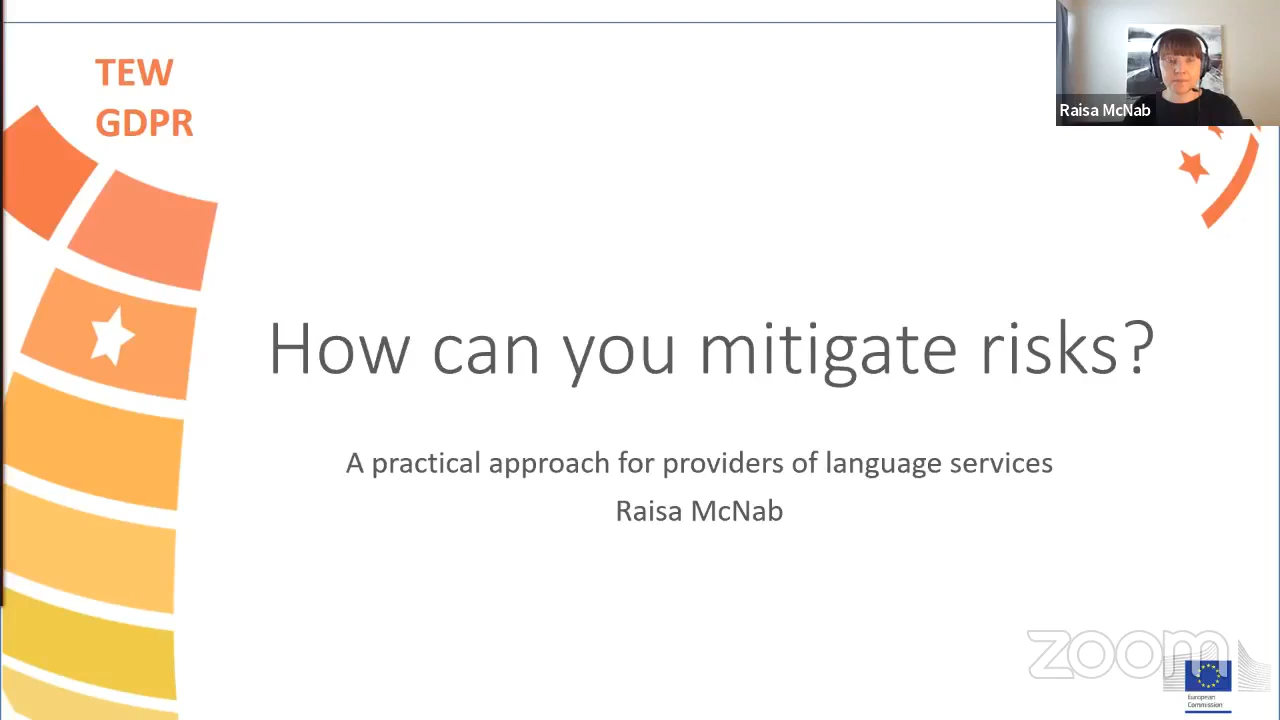 TEW
GDPR
Raisa McNab
How can you mitigate risks?
A practical approach for providers of language services
Raisa McNab
zoom
European
Commission